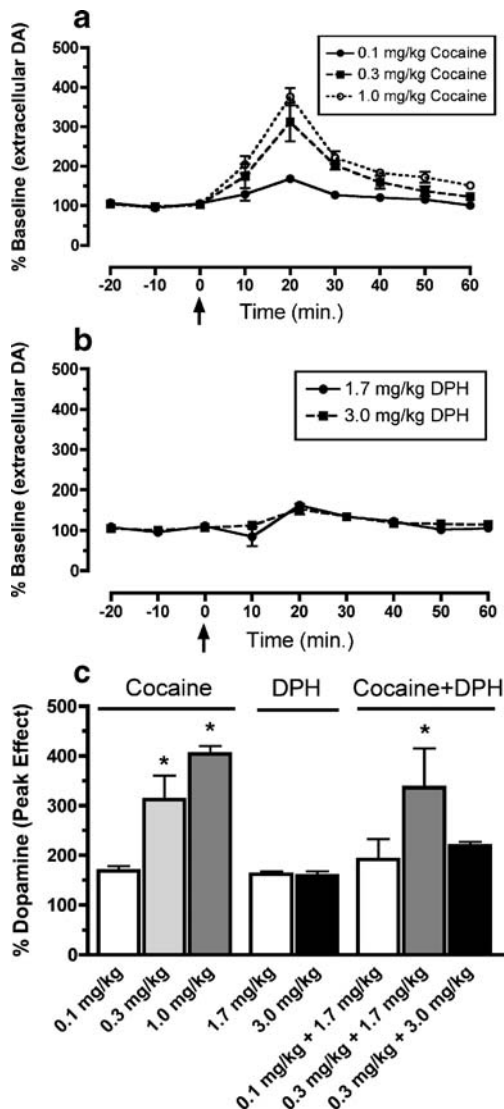 a
% Baseline (extracellular DA)
500
400
300
200
100
0
0.1 mg/kg Cocaine
0.3 mg/kg Cocaine
1.0 mg/kg Cocaine
-20 -10 0 10 20 30 40 50 60
Time (min.)
b
% Baseline (extracellular DA)
500
400
300
200
100
0
1.7 mg/kg DPH
3.0 mg/kg DPH
-20 -10 0 10 20 30 40 50 60
Time (min.)
c
Cocaine DPH Cocaine+DPH
% Dopamine (Peak Effect)
500
400
300
200
100
0
* * *
0.1 mg/kg
0.3 mg/kg
1.0 mg/kg
1.7 mg/kg
3.0 mg/kg
0.1 mg/kg + 1.7 mg/kg
0.3 mg/kg + 1.7 mg/kg
0.3 mg/kg + 3.0 mg/kg